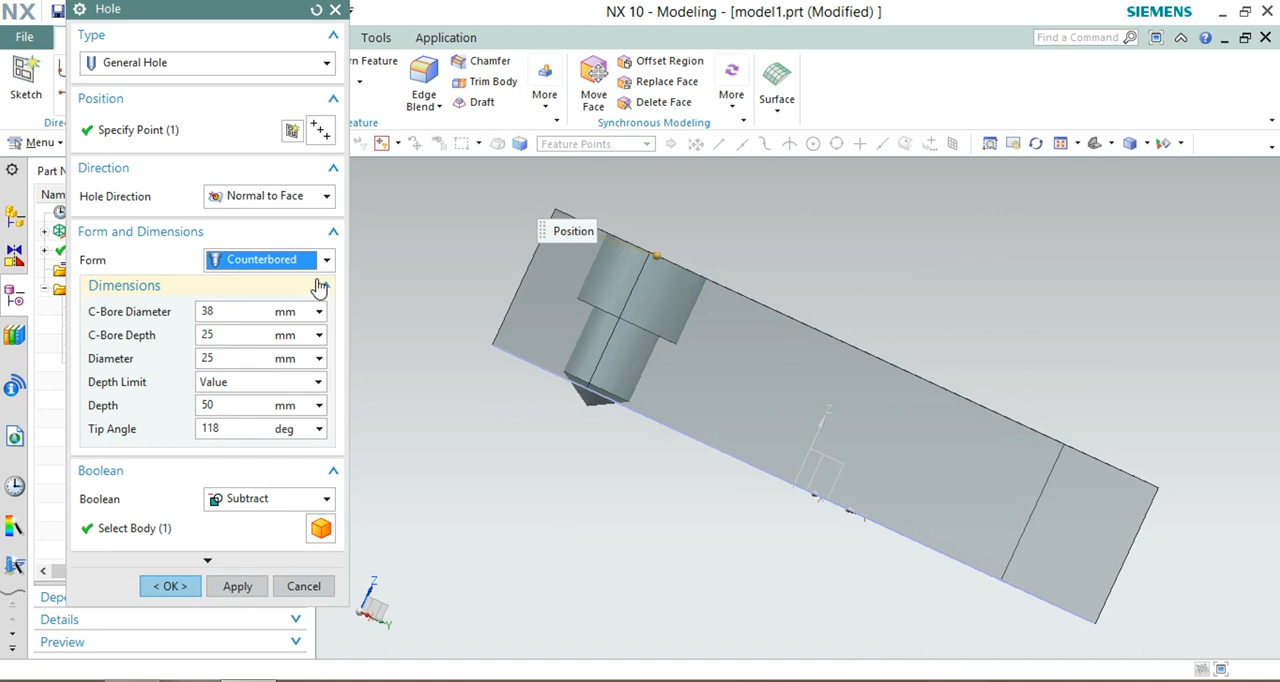 NX
Hole
NX 10 - Modeling - [model1.prt (Modified) ]
SIEMENS
File
Tools
Application
Find a Command
Type
General Hole
Sketch
rn Feature
Edge
Blend
Chamfer
Trim Body
Draft
More
Move
Face
Offset Region
Replace Face
Delete Face
More
Surface
Direc
eature
Synchronous Modeling
Position
Specify Point (1)
Menu
Feature Points
Direction
Hole Direction
Normal to Face
Part N
Nam
Form and Dimensions
Form
Counterbored
Dimensions
C-Bore Diameter
38 mm
C-Bore Depth
25 mm
Diameter
25 mm
Depth Limit
Value
Depth
50 mm
Tip Angle
118 deg
Boolean
Boolean
Subtract
Select Body (1)
< OK >
Apply
Cancel
Depe
Details
Preview
Position
Z
X
Y
Z
Y